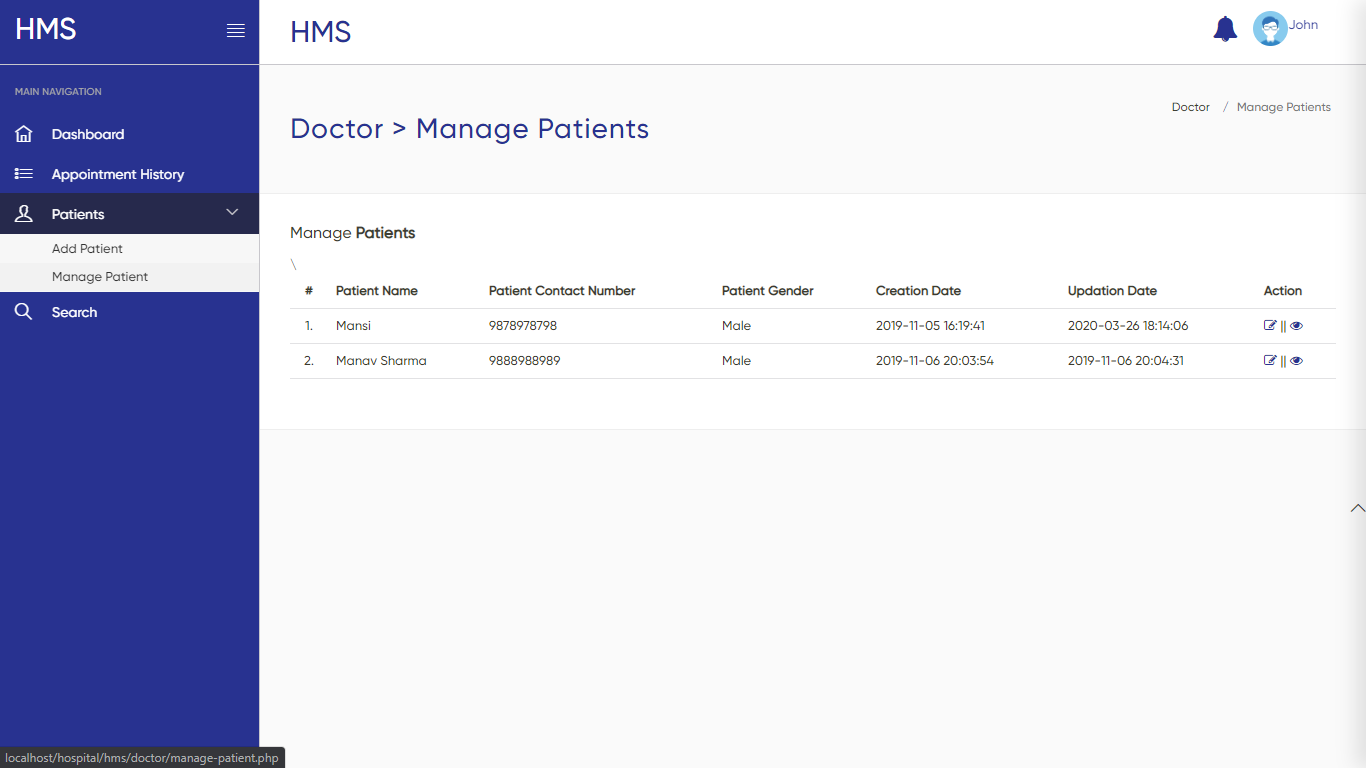 HMS
HMS
John
MAIN NAVIGATION
Dashboard
Appointment History
Patients
Add Patient
Manage Patient
Search
Doctor / Manage Patients
Doctor > Manage Patients
Manage Patients
\
# Patient Name Patient Contact Number Patient Gender Creation Date Updation Date Action
1. Mansi 9878978798 Male 2019-11-05 16:19:41 2020-03-26 18:14:06 ||
2. Manav Sharma 9888988989 Male 2019-11-06 20:03:54 2019-11-06 20:04:31 ||
localhost/hospital/hms/doctor/manage-patient.php